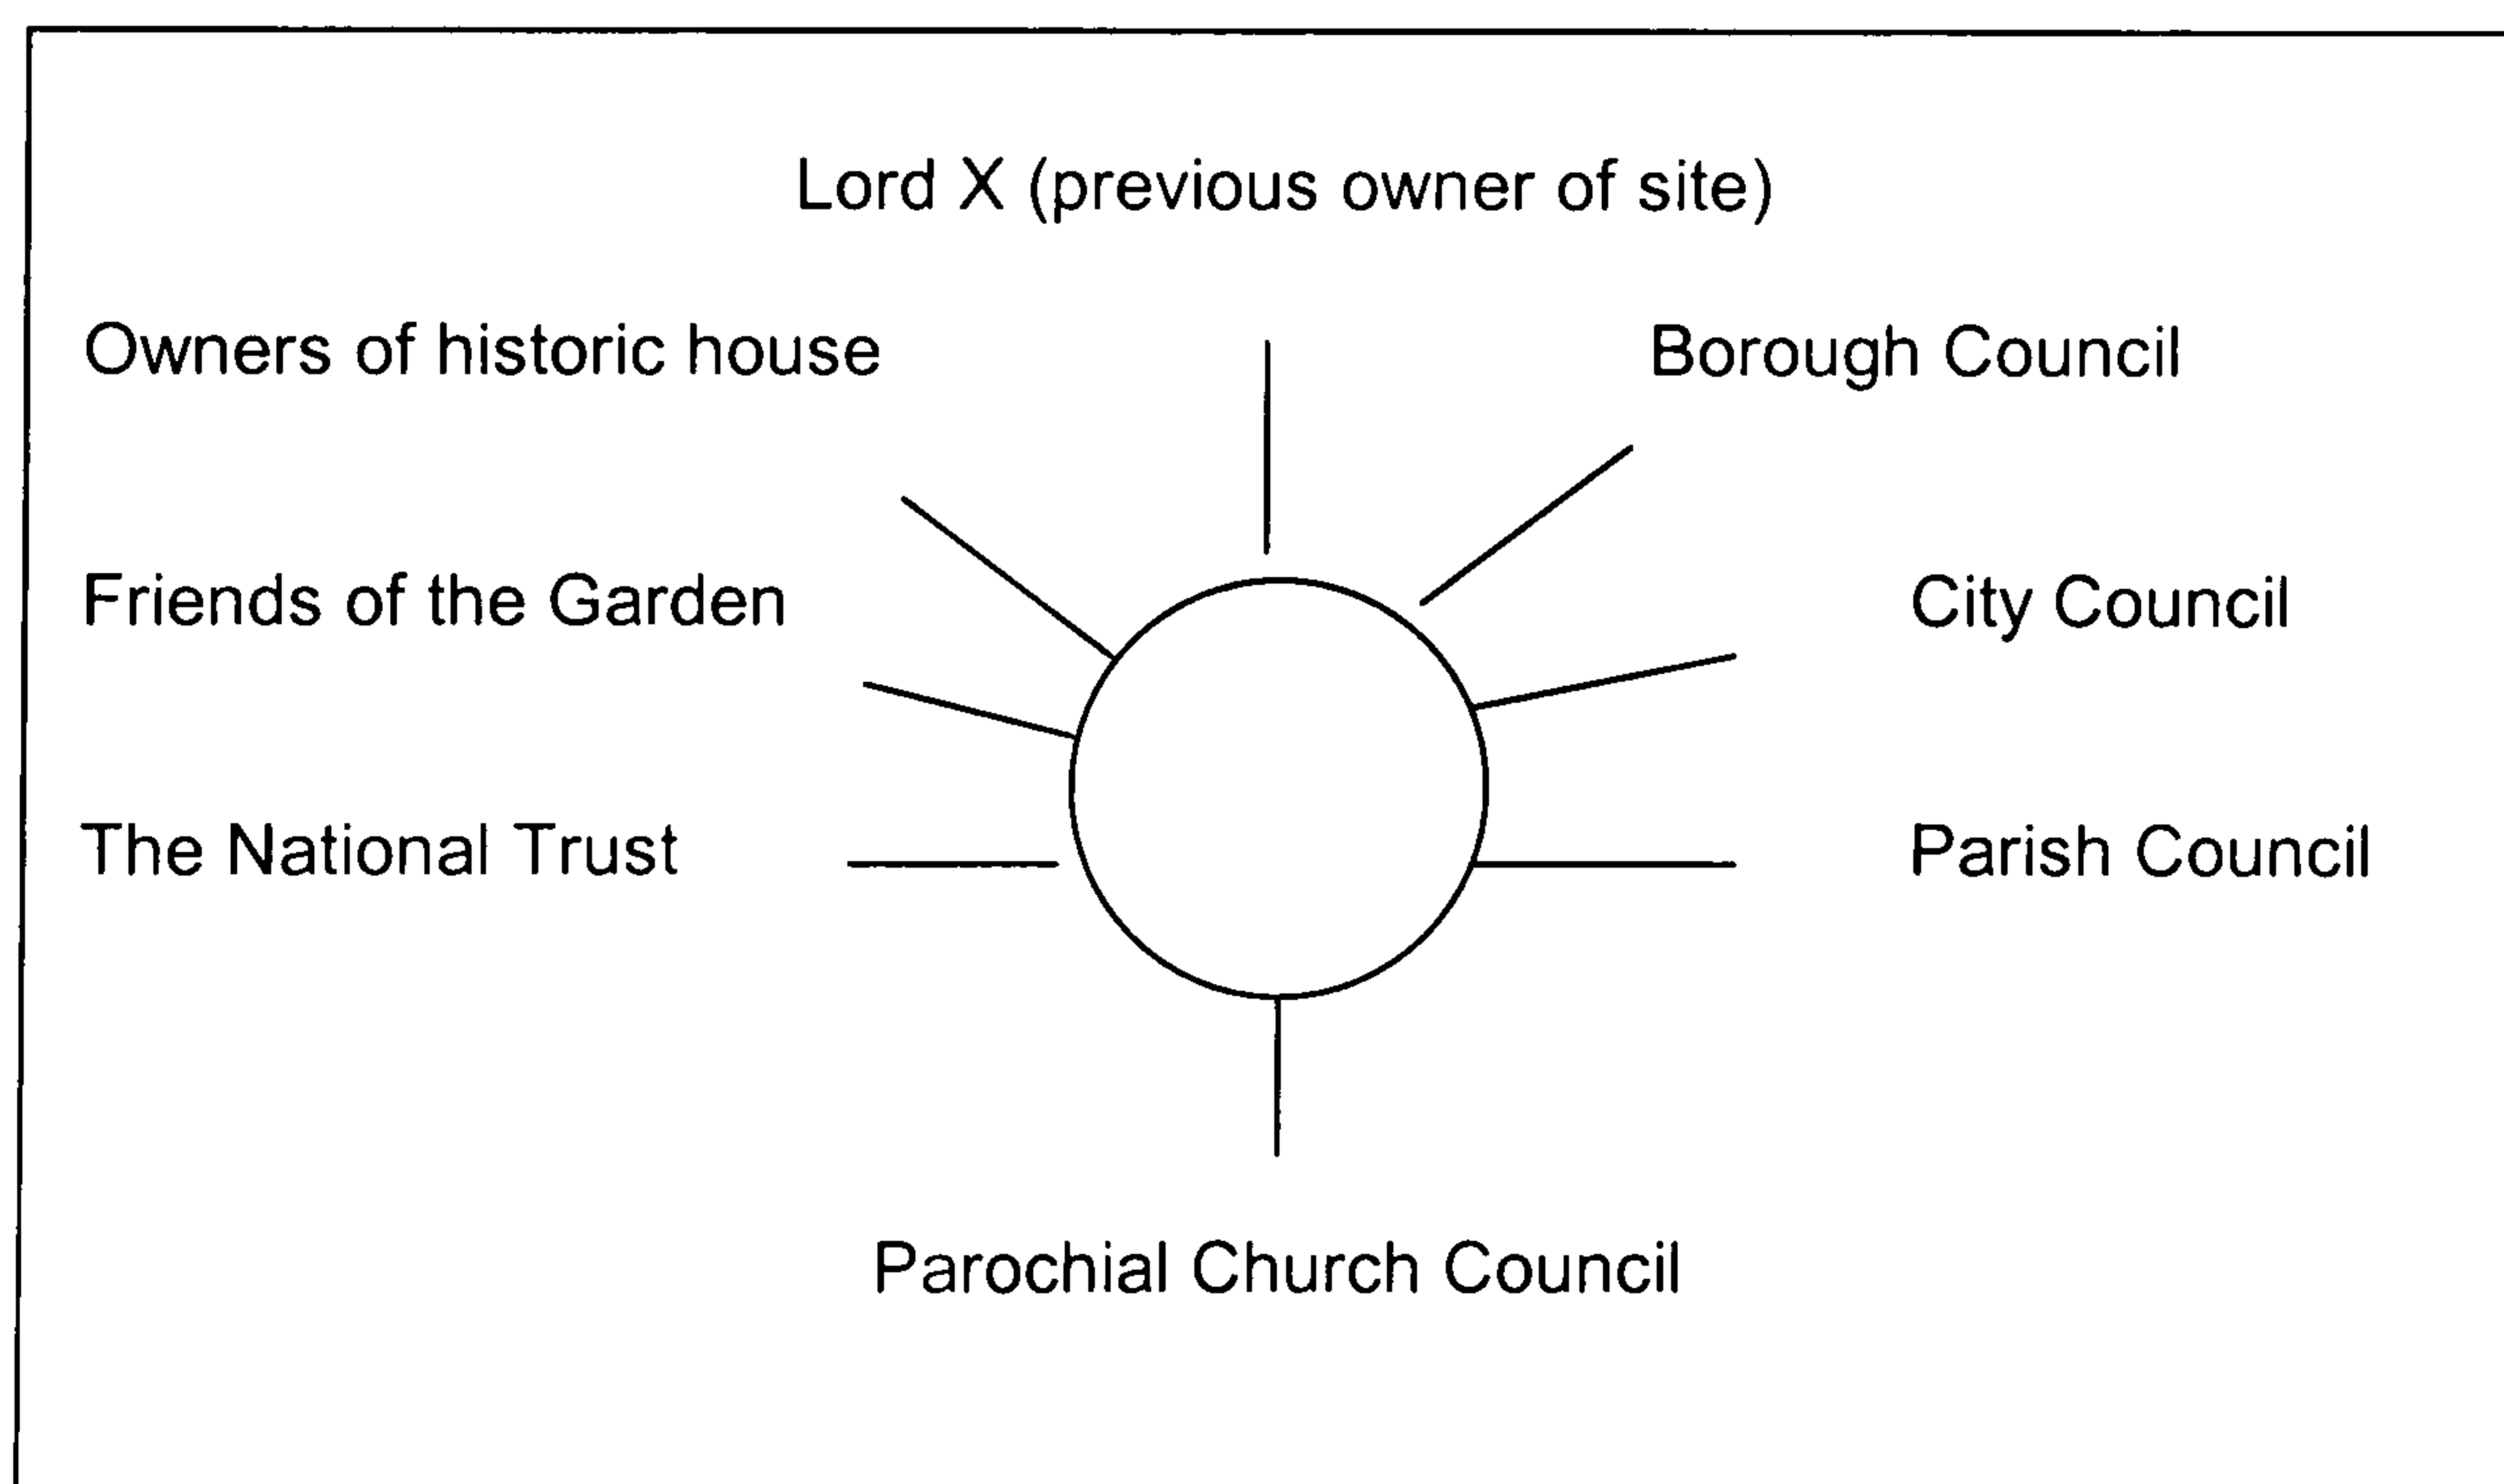 Lord X (previous owner of site)
Owners of historic house
Borough Council
Friends of the Garden
City Council
The National Trust
Parish Council
Parochial Church Council